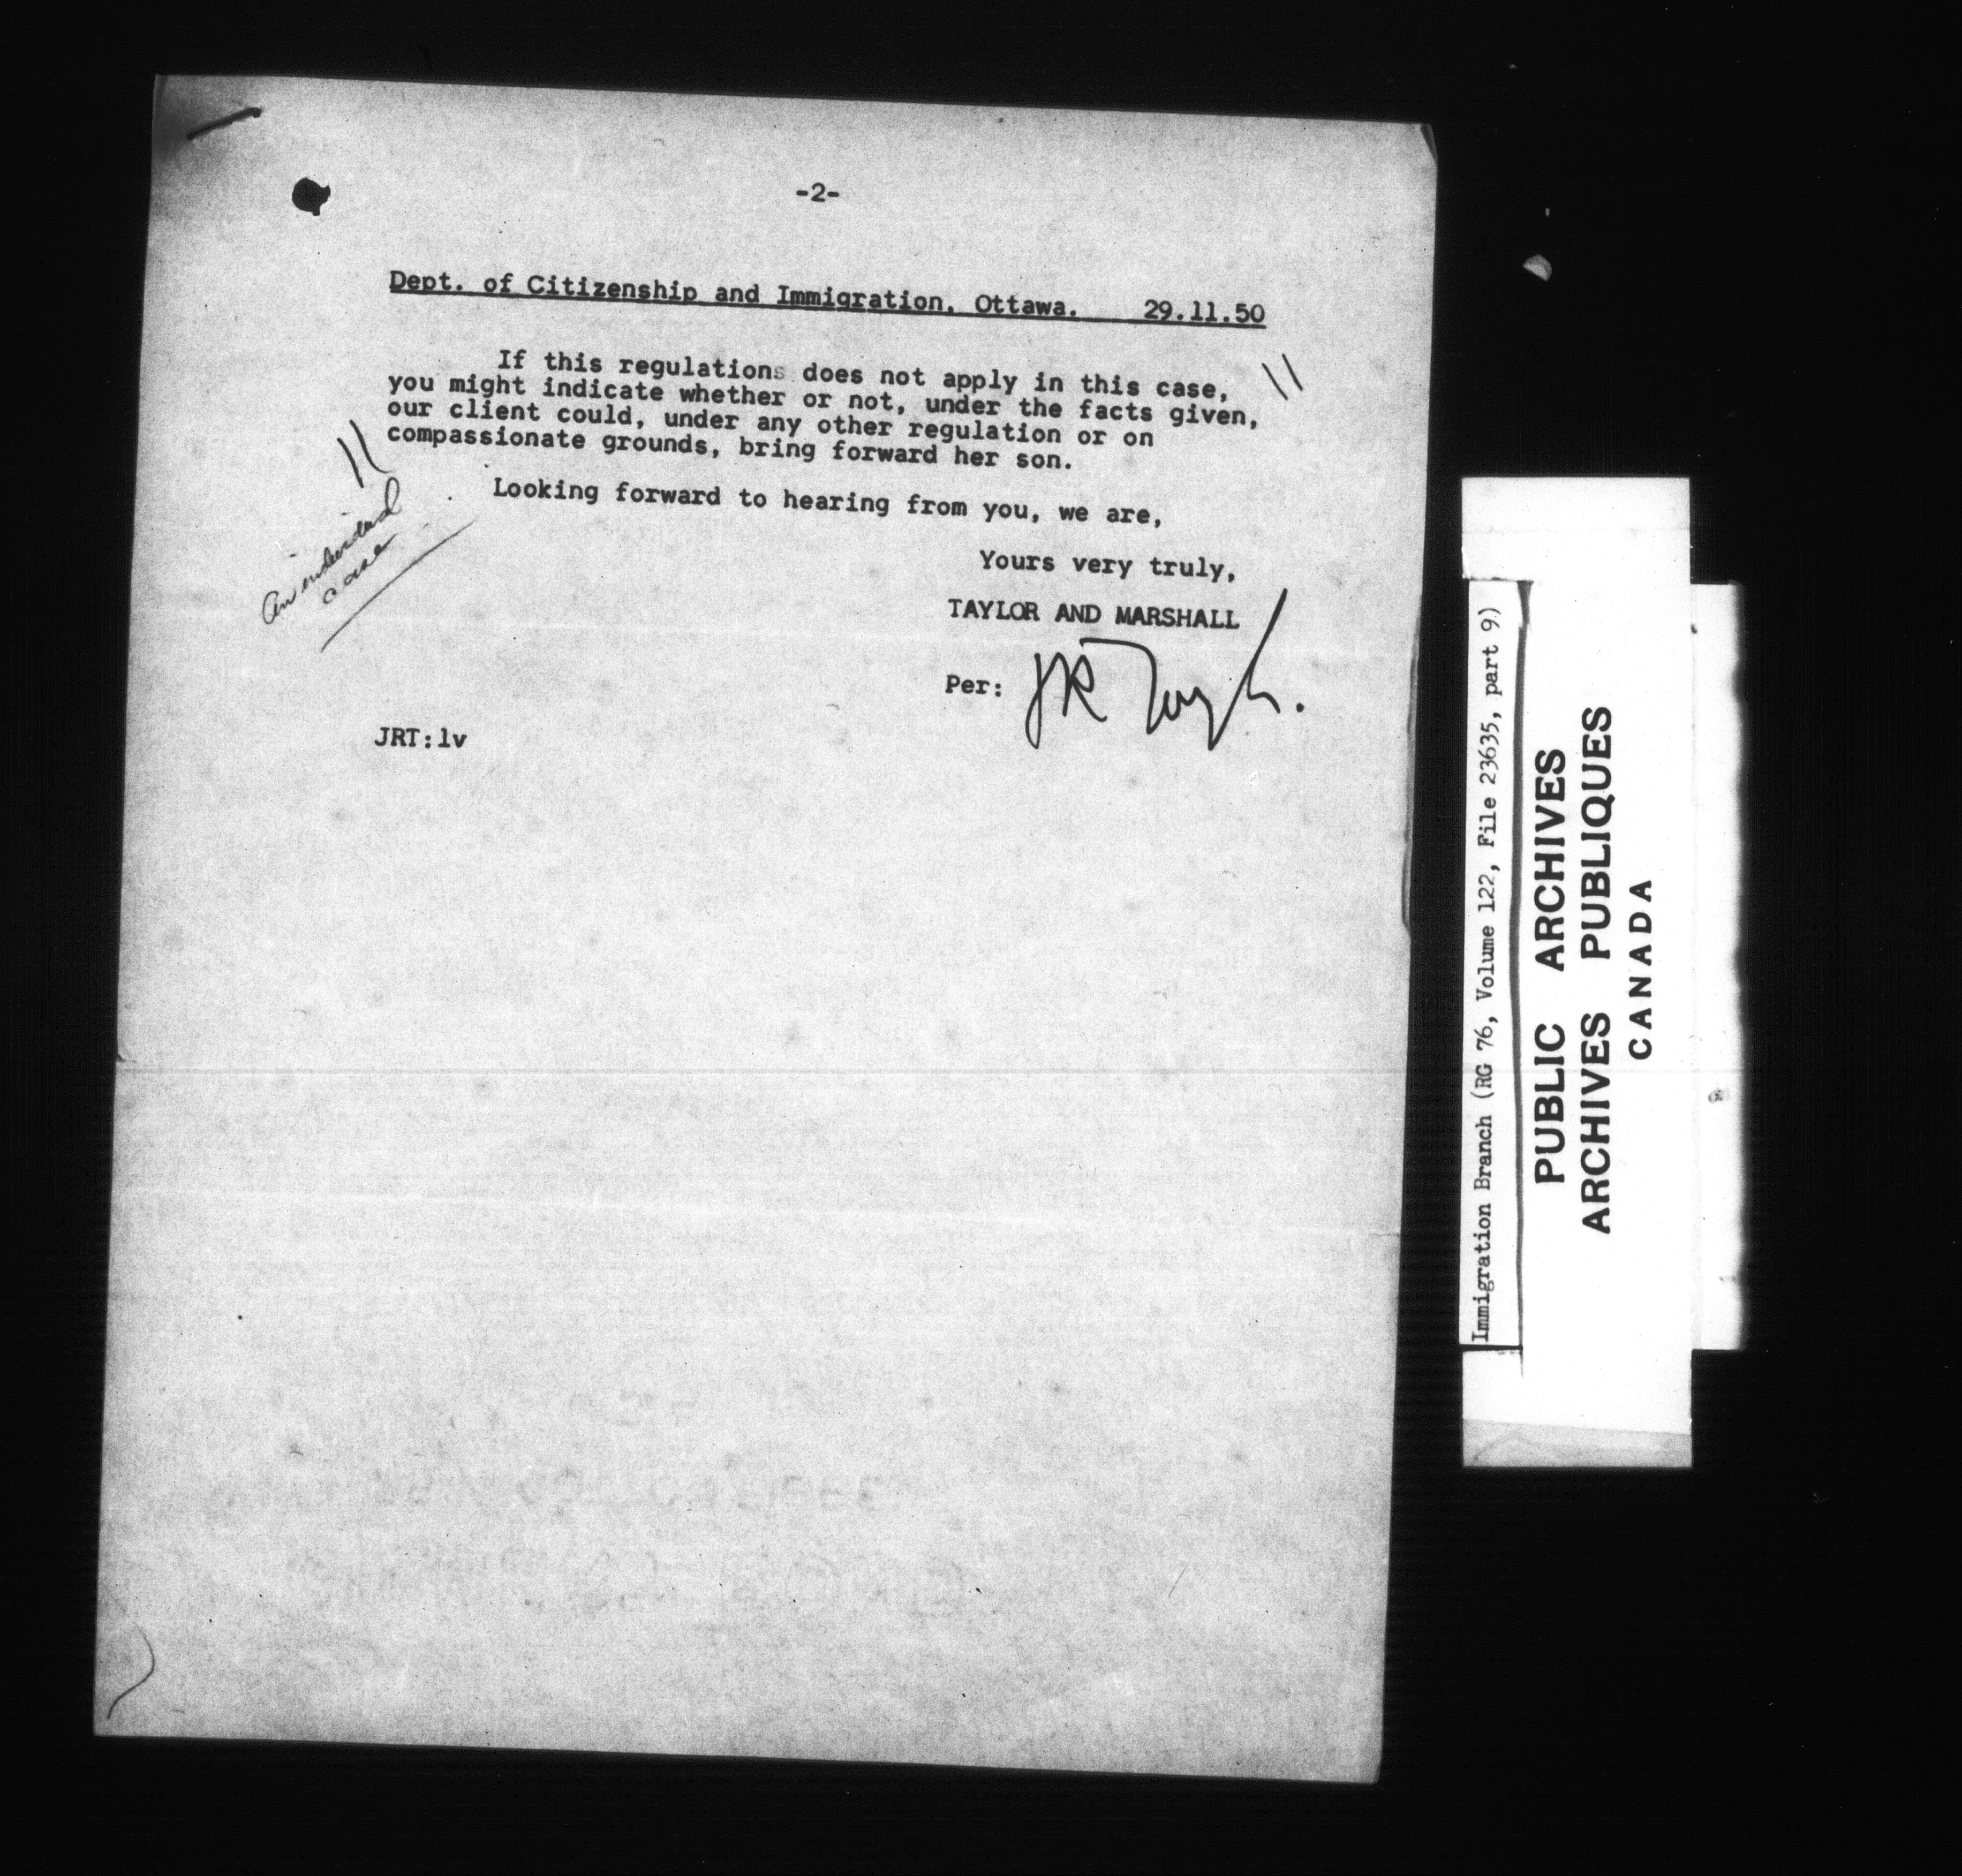 -2-
Dept. of Citizenship and Immigration, Ottawa. 29.11.50
If this regulations does not apply in this case,
you might indicate whether or not, under the facts given,
our client could, under any other regulation or on
compassionate grounds, bring forward her son.
Looking forward to hearing from you, we are,
Yours very truly,
TAYLOR AND MARSHALL
Per: JR Taylor.
JRT:lv
case
Immigration Branch (RG 76, Volume 122, File 23635, part 9)
PUBLIC ARCHIVES
ARCHIVES PUBLIQUES
CANADA